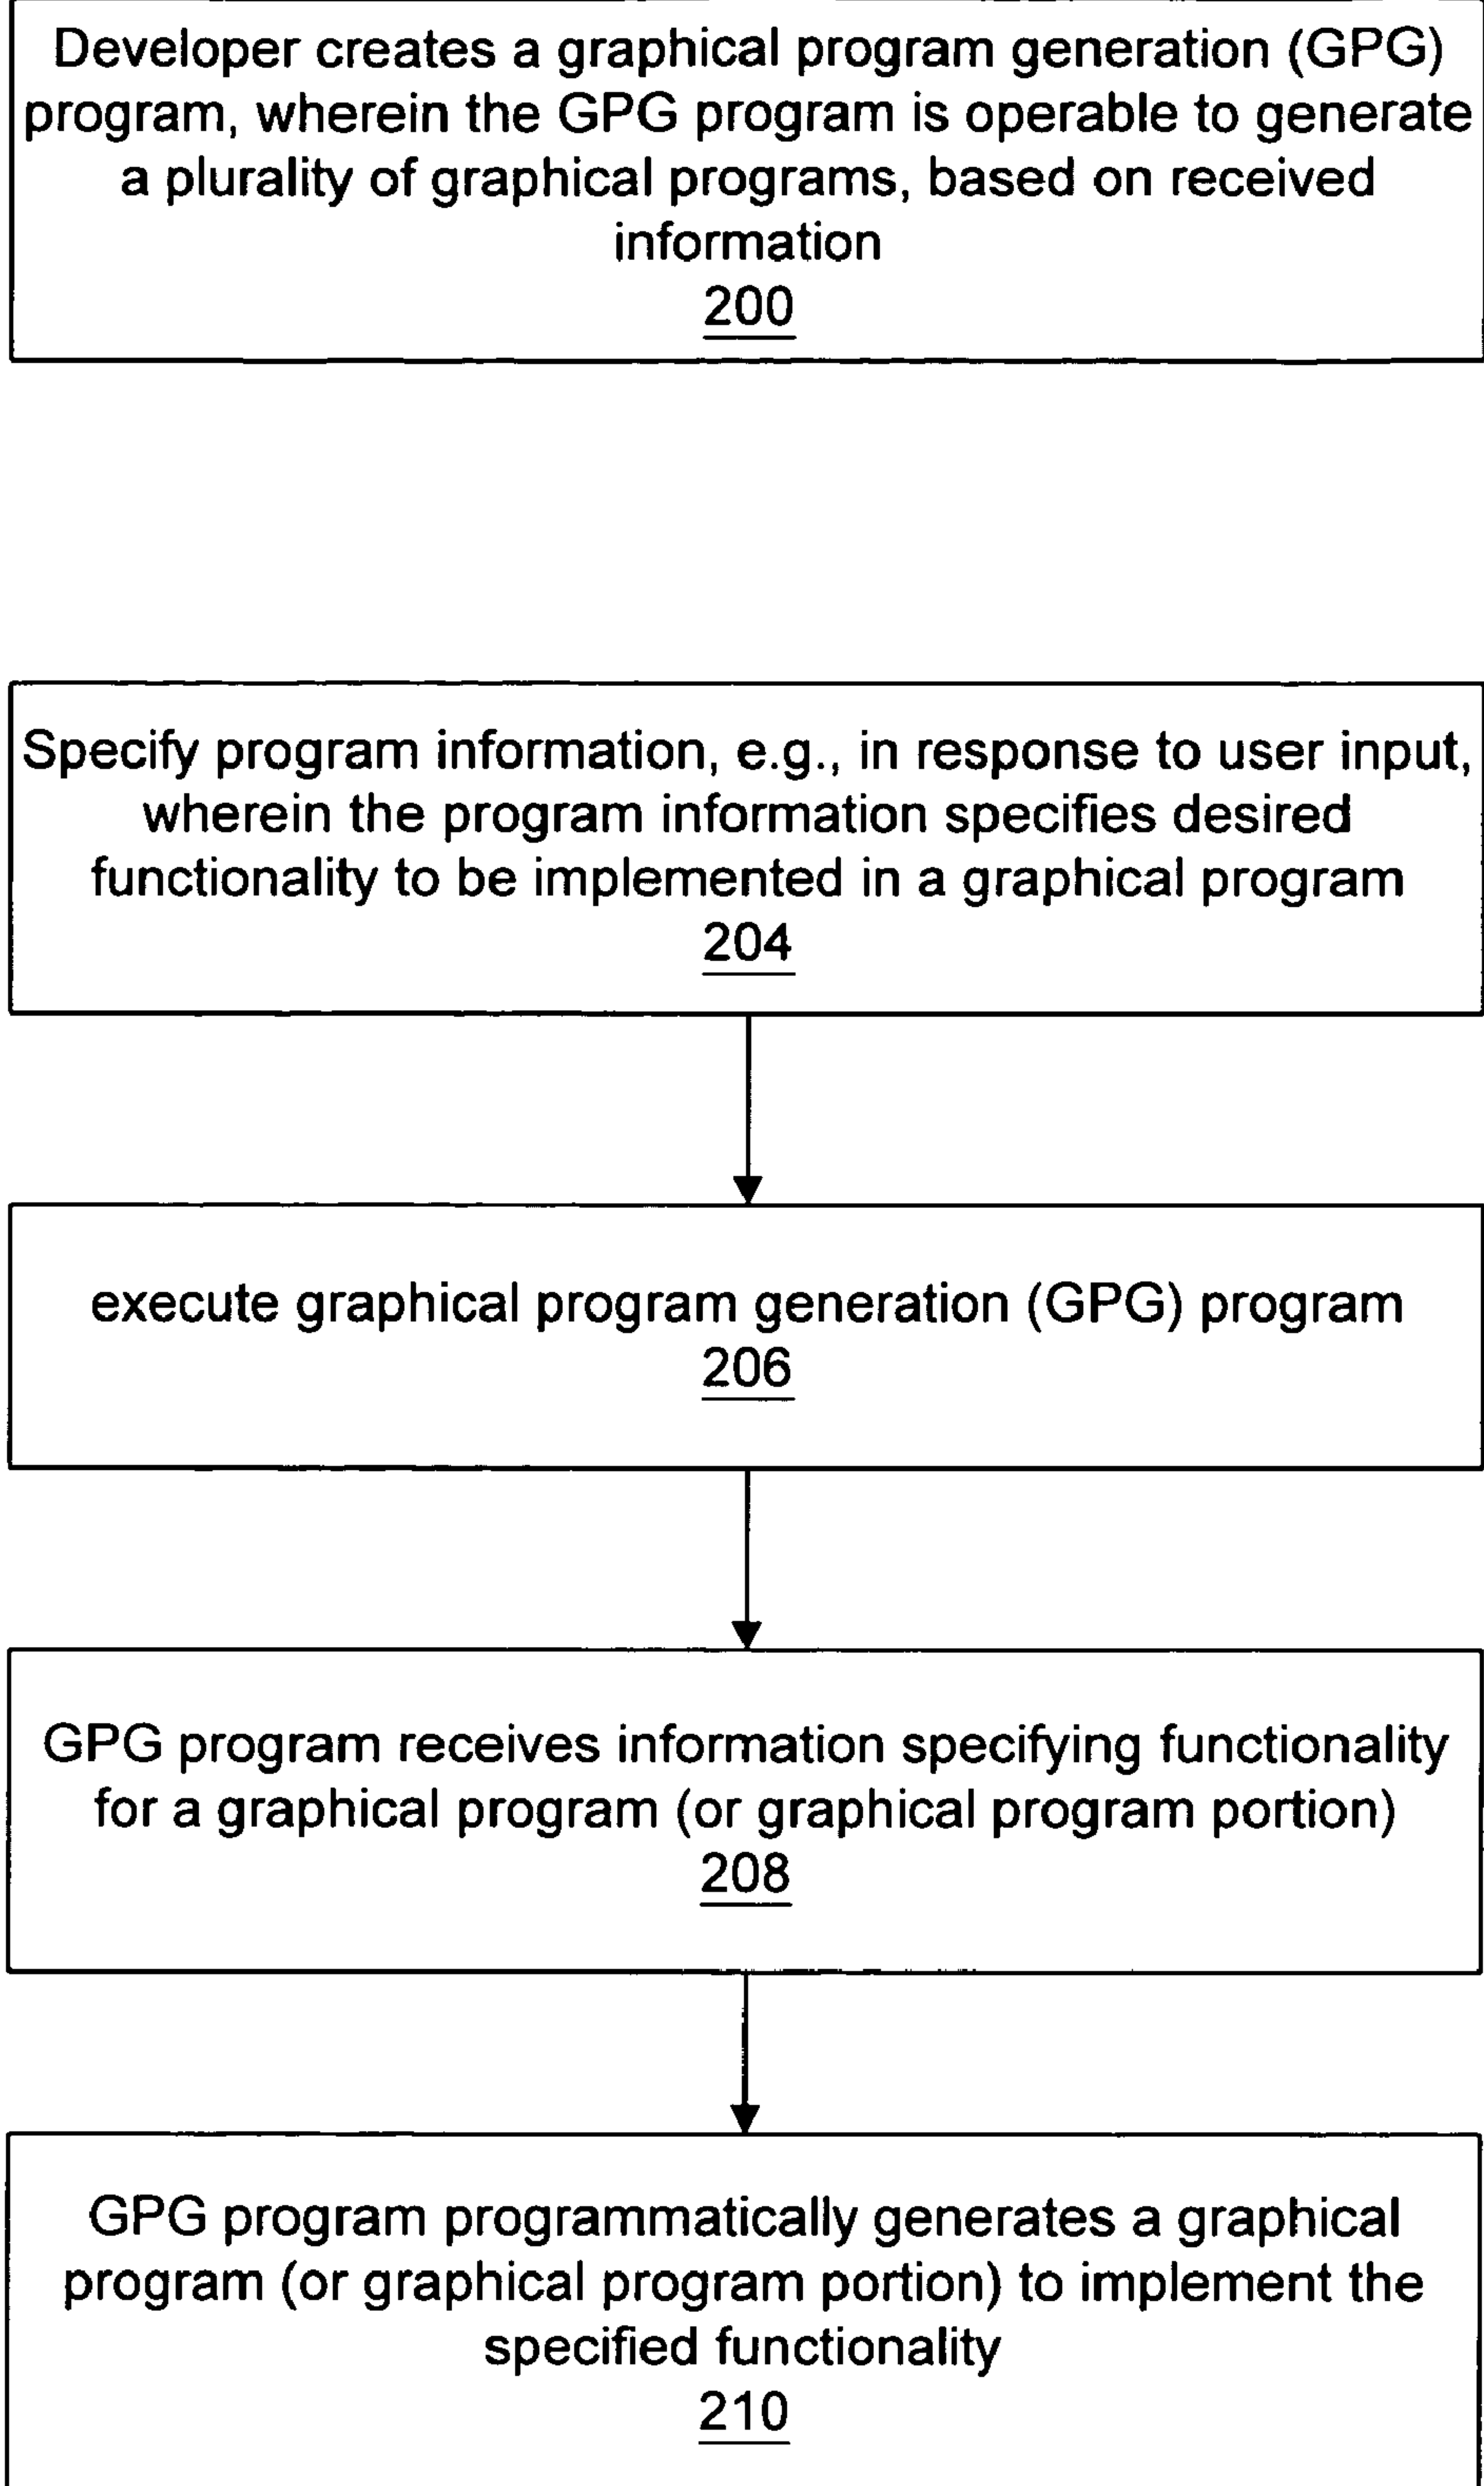 Developer creates a graphical program generation (GPG)
program, wherein the GPG program is operable to generate
a plurality of graphical programs, based on received
information
200
Specify program information, e.g., in response to user input,
wherein the program information specifies desired
functionality to be implemented in a graphical program
204
execute graphical program generation (GPG) program
206
GPG program receives information specifying functionality
for a graphical program (or graphical program portion)
208
GPG program programmatically generates a graphical
program (or graphical program portion) to implement the
specified functionality
210